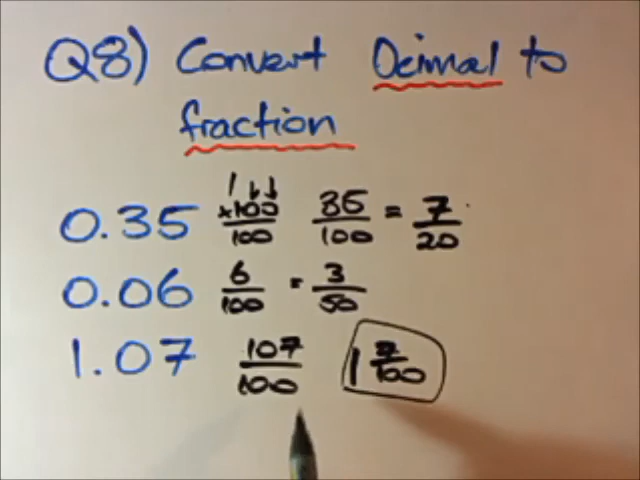 Q8) Convert Decimal to
fraction
0.35 1 ↓↓ ×100/100 35/100 = 7/20
0.06 6/100 = 3/50
1.07 107/100 1 7/100